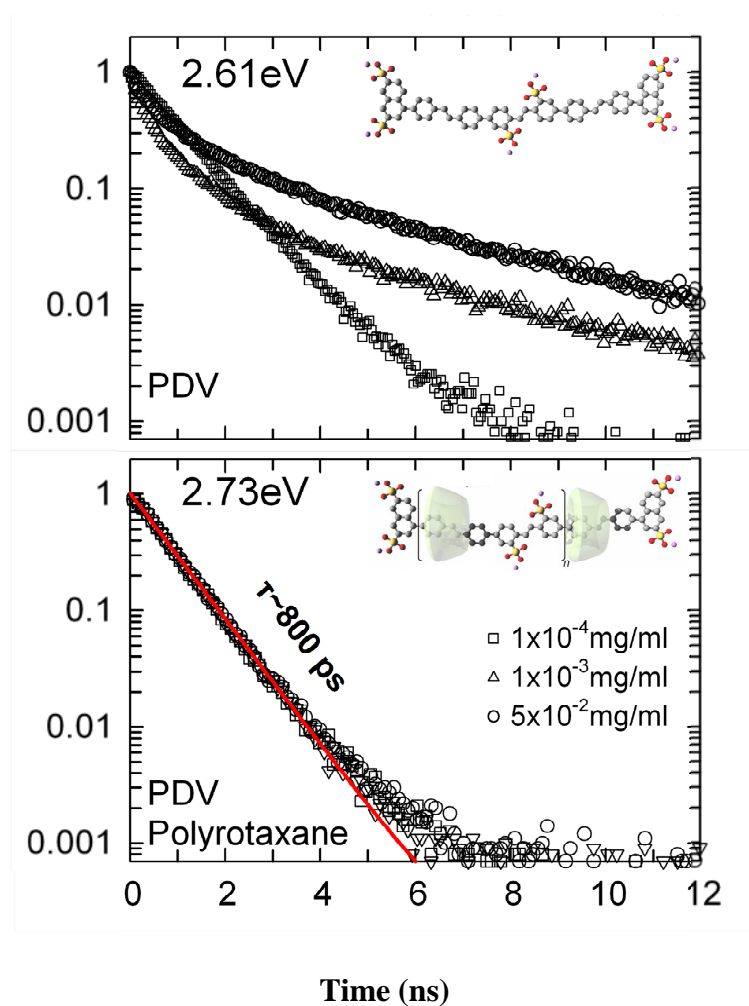 2.61eV
1
0.1
0.01
0.001
PDV
2.73eV
n
1
0.1
0.01
0.001
τ~800 ps
□ 1x10⁻⁴mg/ml
△ 1x10⁻³mg/ml
○ 5x10⁻²mg/ml
PDV
Polyrotaxane
0 2 4 6 8 10 12
Time (ns)